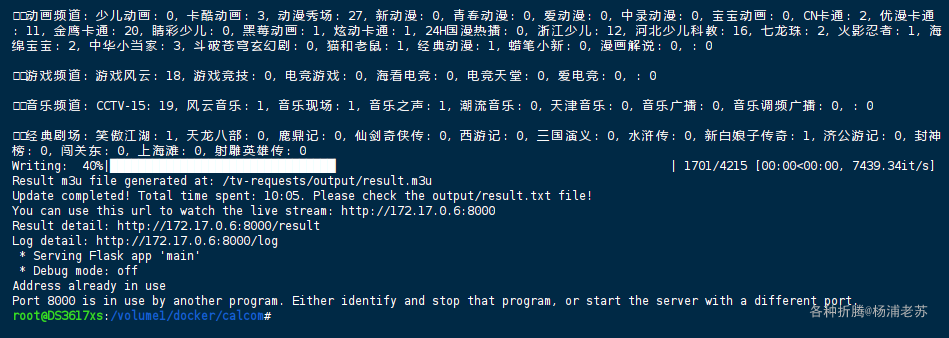 □□动画频道: 少儿动画: 0, 卡酷动画: 3, 动漫秀场: 27, 新动漫: 0, 青春动漫: 0, 爱动漫: 0, 中录动漫: 0, 宝宝动画: 0, CN卡通: 2, 优漫卡通
: 11, 金鹰卡通: 20, 睛彩少儿: 0, 黑莓动画: 1, 炫动卡通: 1, 24H国漫热播: 0, 浙江少儿: 12, 河北少儿科教: 16, 七龙珠: 2, 火影忍者: 1, 海
绵宝宝: 2, 中华小当家: 3, 斗破苍穹玄幻剧: 0, 猫和老鼠: 1, 经典动漫: 1, 蜡笔小新: 0, 漫画解说: 0, : 0
□□游戏频道: 游戏风云: 18, 游戏竞技: 0, 电竞游戏: 0, 海看电竞: 0, 电竞天堂: 0, 爱电竞: 0, : 0
□□音乐频道: CCTV-15: 19, 风云音乐: 1, 音乐现场: 1, 音乐之声: 1, 潮流音乐: 0, 天津音乐: 0, 音乐广播: 0, 音乐调频广播: 0, : 0
□□经典剧场: 笑傲江湖: 1, 天龙八部: 0, 鹿鼎记: 0, 仙剑奇侠传: 0, 西游记: 0, 三国演义: 0, 水浒传: 0, 新白娘子传奇: 1, 济公游记: 0, 封神
榜: 0, 闯关东: 0, 上海滩: 0, 射雕英雄传: 0
Writing:  40%| | 1701/4215 [00:00<00:00, 7439.34it/s]
Result m3u file generated at: /tv-requests/output/result.m3u
Update completed! Total time spent: 10:05. Please check the output/result.txt file!
You can use this url to watch the live stream: http://172.17.0.6:8000
Result detail: http://172.17.0.6:8000/result
Log detail: http://172.17.0.6:8000/log
 * Serving Flask app 'main'
 * Debug mode: off
Address already in use
Port 8000 is in use by another program. Either identify and stop that program, or start the server with a different port.
root@DS3617xs:/volume1/docker/calcom#
各种折腾@杨浦老苏